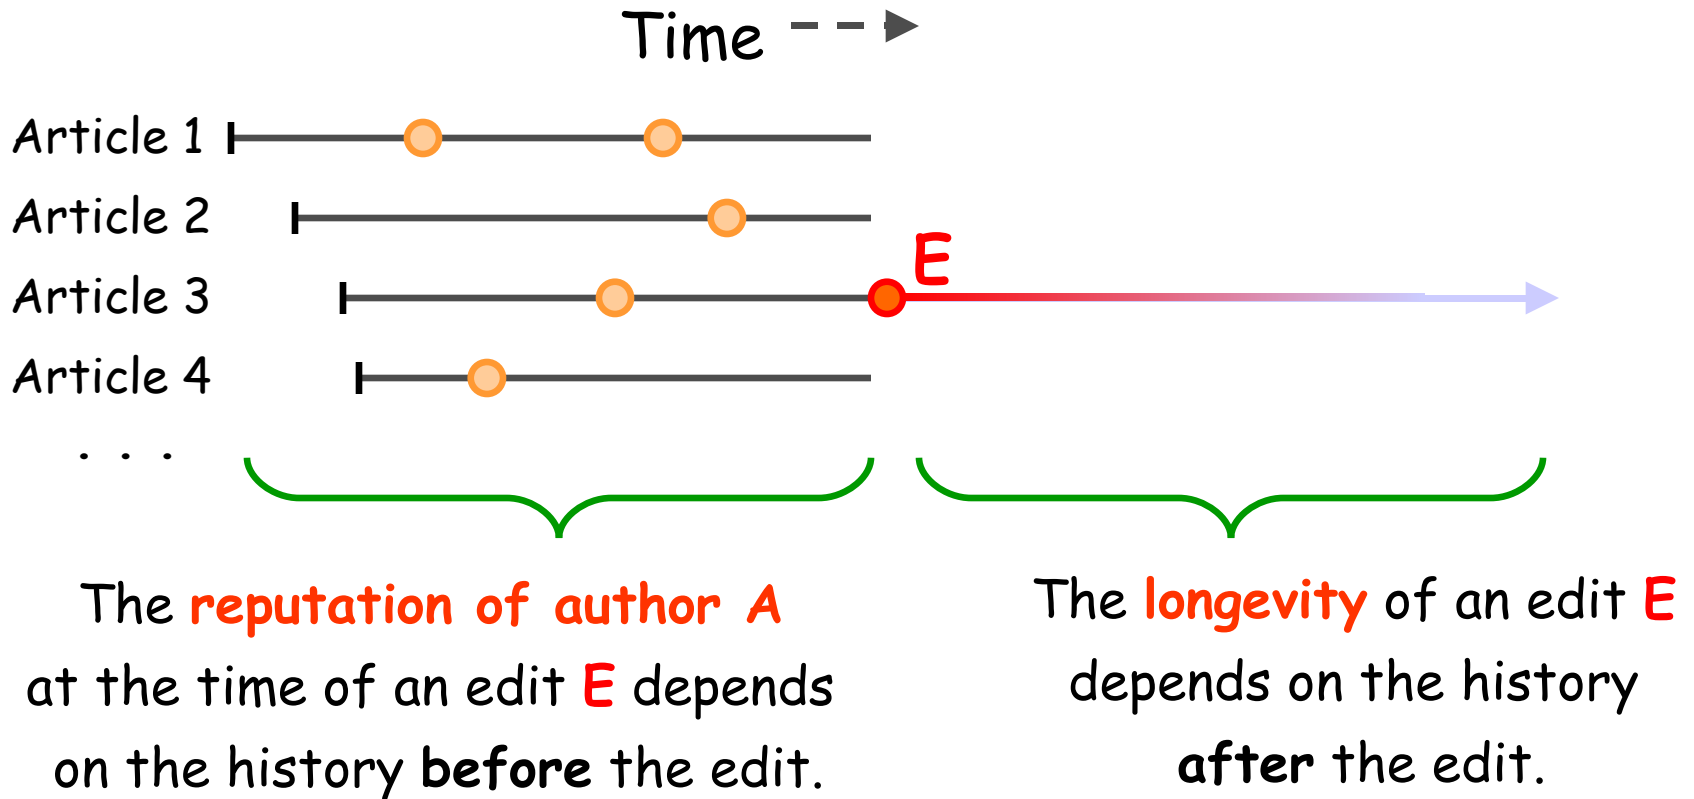 Time
Article 1
Article 2
E
Article 3
Article 4
. . .
The reputation of author A
at the time of an edit E depends
on the history before the edit.
The longevity of an edit E
depends on the history
after the edit.